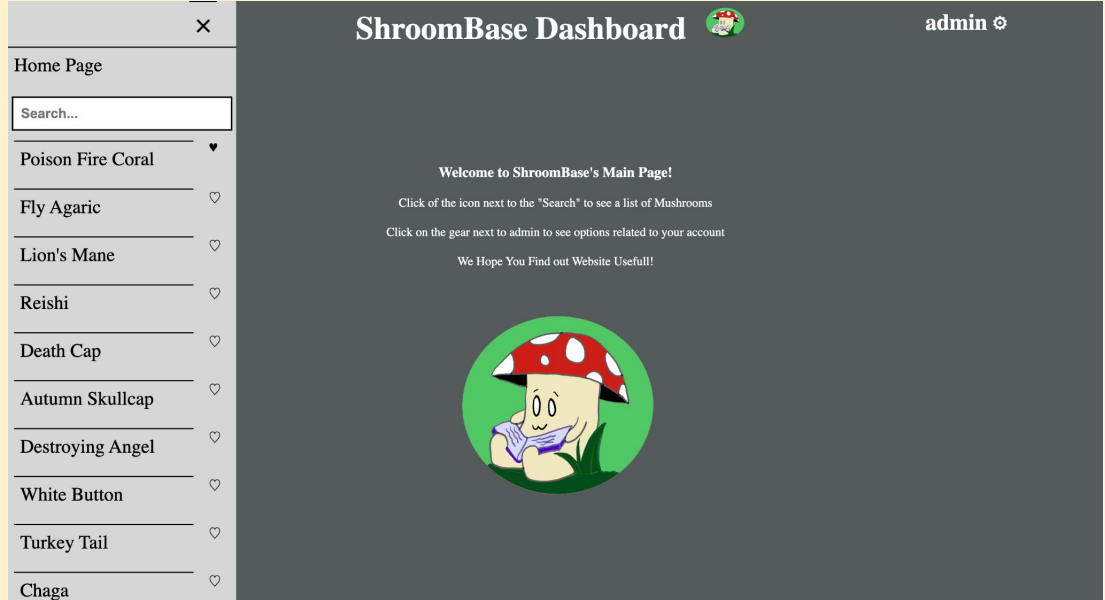 ✕
Home Page
Search...
Poison Fire Coral ♥
Fly Agaric ♡
Lion's Mane ♡
Reishi ♡
Death Cap ♡
Autumn Skullcap ♡
Destroying Angel ♡
White Button ♡
Turkey Tail ♡
Chaga ♡
ShroomBase Dashboard
admin ⚙
Welcome to ShroomBase's Main Page!
Click of the icon next to the "Search" to see a list of Mushrooms
Click on the gear next to admin to see options related to your account
We Hope You Find out Website Usefull!